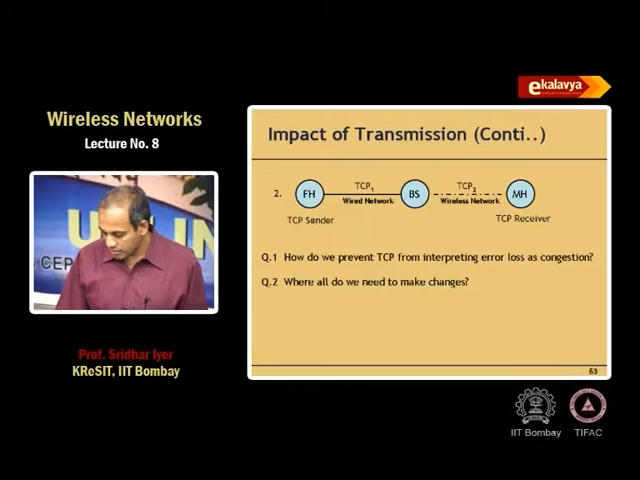 ekalavya
Wireless Networks
Lecture No. 8
Impact of Transmission (Conti..)
2. FH TCP1 BS TCP2 MH
Wired Network Wireless Network
TCP Sender TCP Receiver
Q.1 How do we prevent TCP from interpreting error loss as congestion?
Q.2 Where all do we need to make changes?
CEP
Prof. Sridhar Iyer
KReSIT, IIT Bombay
53
IIT Bombay TIFAC